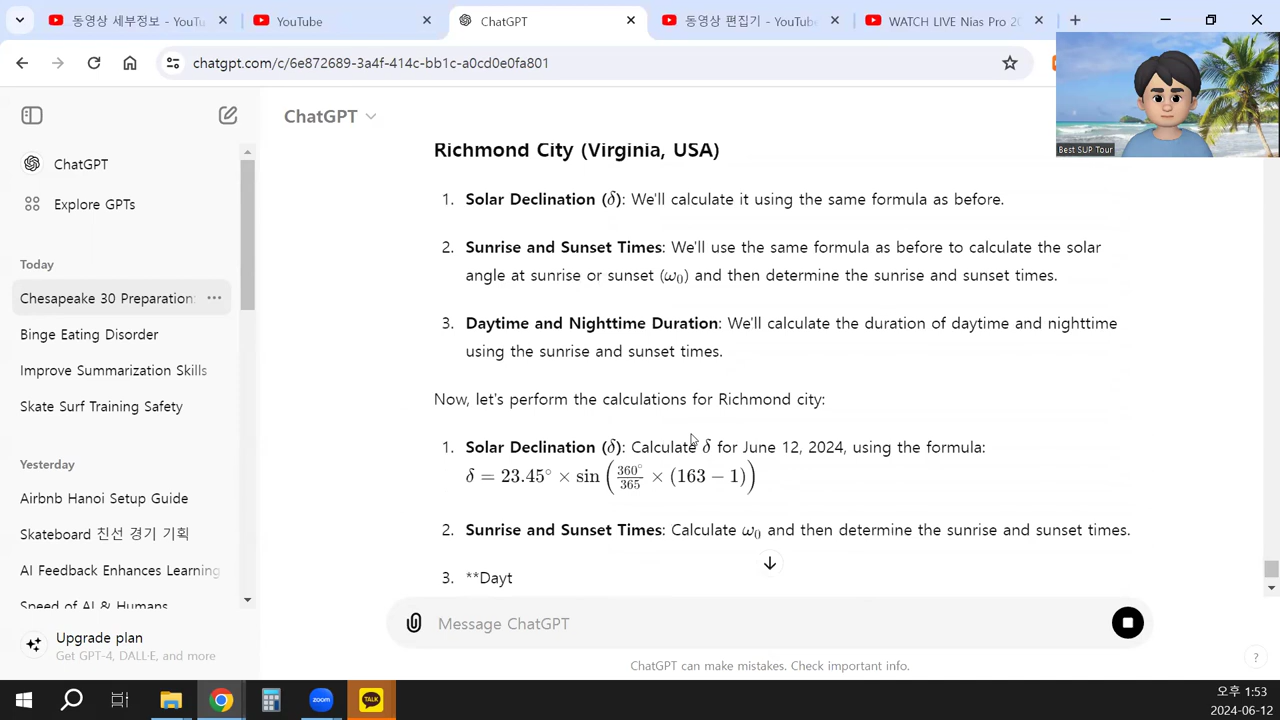 동영상 세부정보 - YouTu
YouTube
ChatGPT
동영상 편집기 - YouTube
WATCH LIVE Nias Pro 20
chatgpt.com/c/6e872689-3a4f-414c-bb1c-a0cd0e0fa801
Best SUP Tour
ChatGPT
Explore GPTs
Today
Chesapeake 30 Preparation:
Binge Eating Disorder
Improve Summarization Skills
Skate Surf Training Safety
Yesterday
Airbnb Hanoi Setup Guide
Skateboard 친선 경기 기획
AI Feedback Enhances Learning
Speed of AI & Humans
Upgrade plan
Get GPT-4, DALL·E, and more
ChatGPT
Richmond City (Virginia, USA)
1. Solar Declination (δ): We'll calculate it using the same formula as before.
2. Sunrise and Sunset Times: We'll use the same formula as before to calculate the solar
angle at sunrise or sunset (ω₀) and then determine the sunrise and sunset times.
3. Daytime and Nighttime Duration: We'll calculate the duration of daytime and nighttime
using the sunrise and sunset times.
Now, let's perform the calculations for Richmond city:
1. Solar Declination (δ): Calculate δ for June 12, 2024, using the formula:
δ = 23.45° × sin (360°/365 × (163 − 1))
2. Sunrise and Sunset Times: Calculate ω₀ and then determine the sunrise and sunset times.
3. **Dayt
Message ChatGPT
ChatGPT can make mistakes. Check important info.
?
zoom
TALK
오후 1:53
2024-06-12